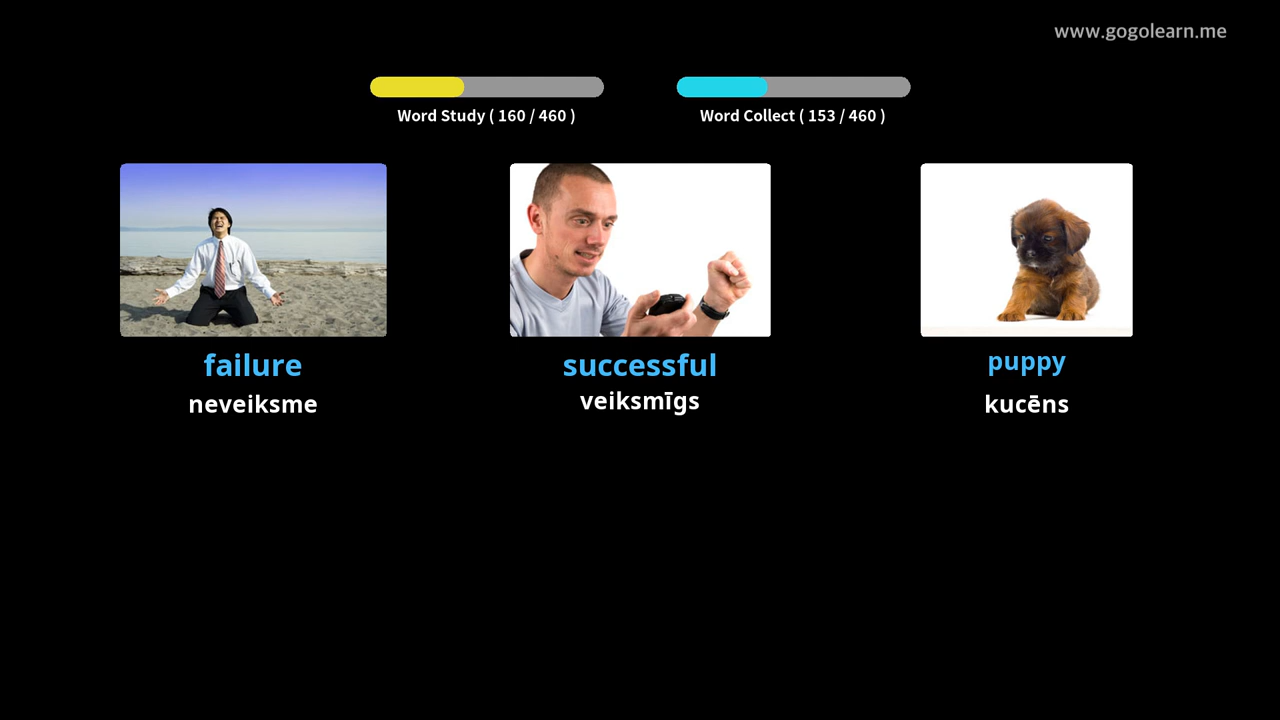 www.gogolearn.me
Word Study ( 160 / 460 )
Word Collect ( 153 / 460 )
failure
neveiksme
successful
veiksmīgs
puppy
kucēns